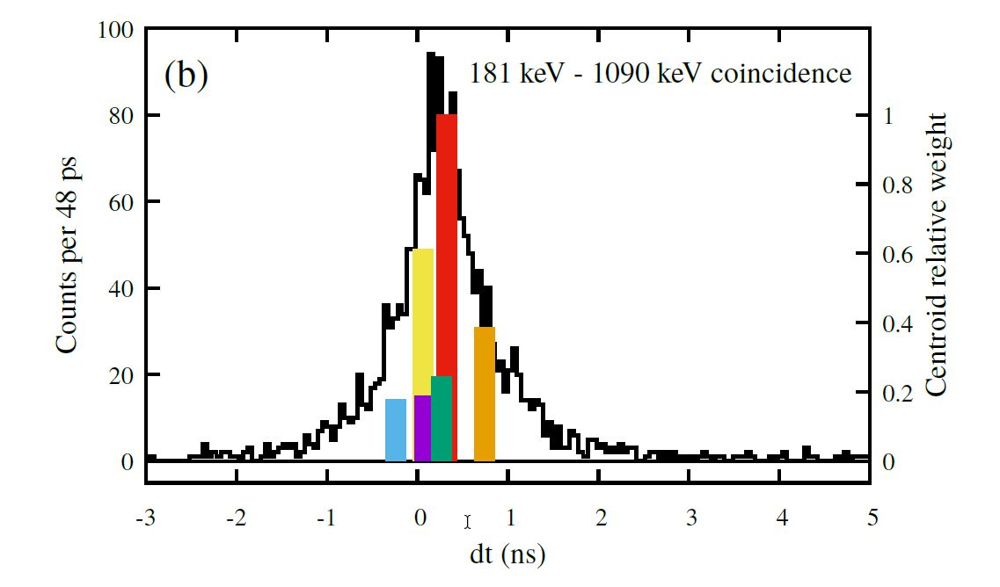 100
(b)
181 keV - 1090 keV coincidence
80
60
40
20
0
Counts per 48 ps
1
0.8
0.6
0.4
0.2
0
Centroid relative weight
-3 -2 -1 0 1 2 3 4 5
dt (ns)